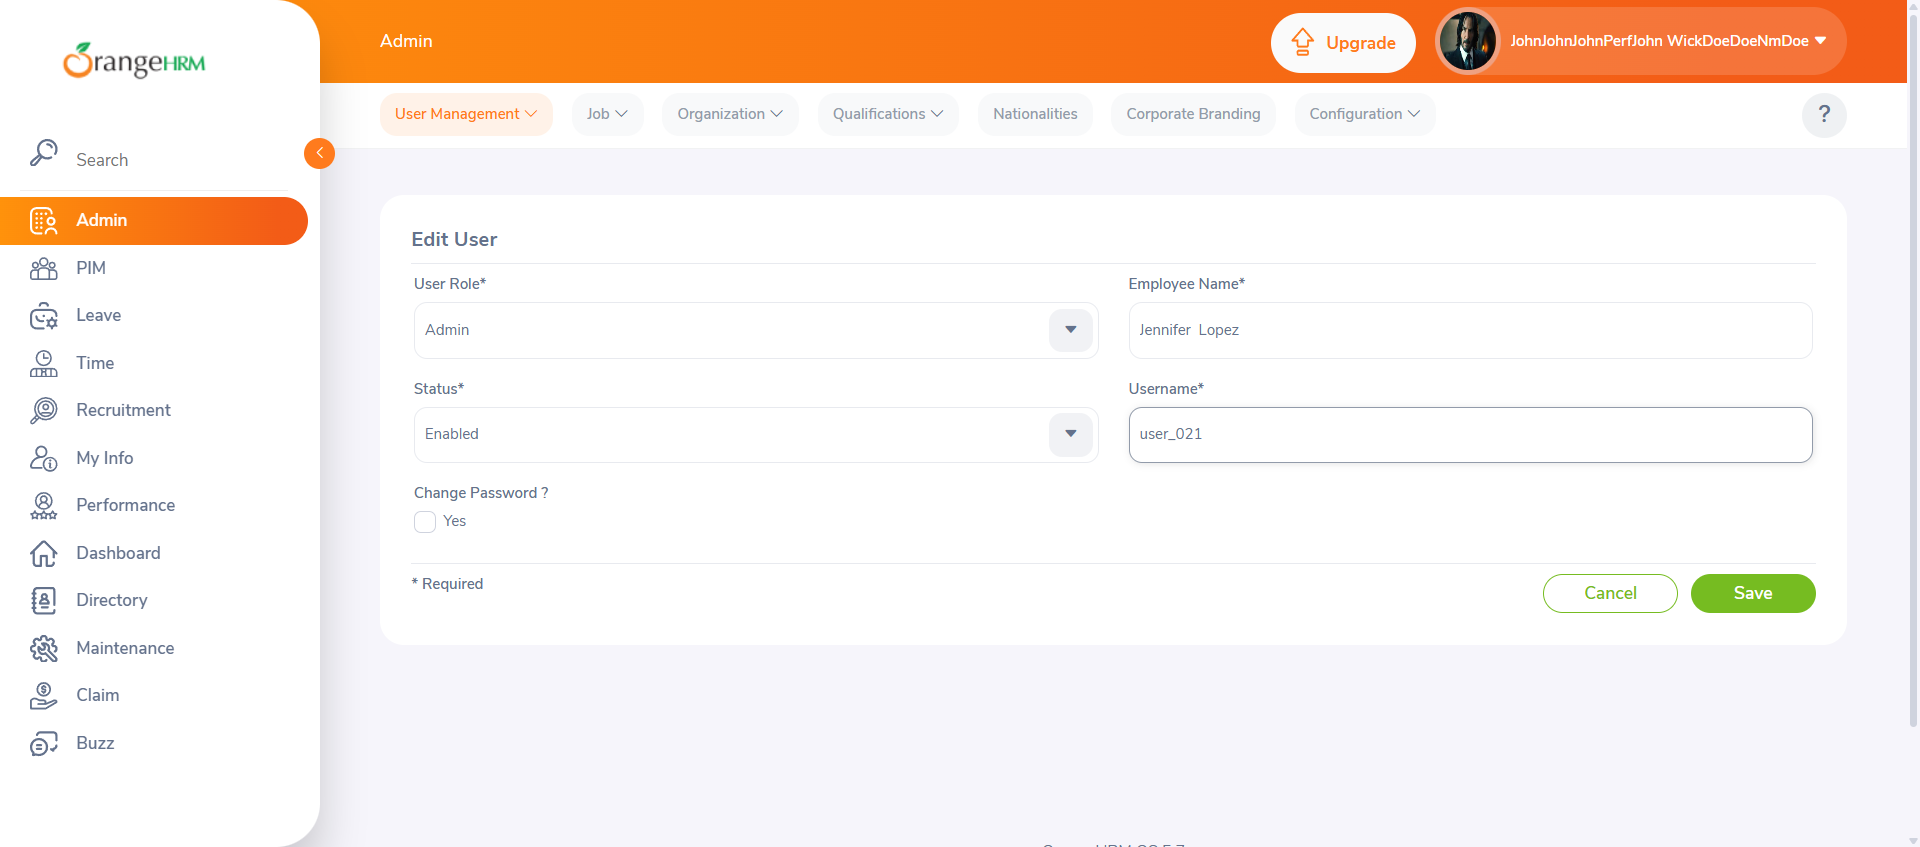 OrangeHRM
Admin
Upgrade
JohnJohnJohnPerfJohn WickDoeDoeNmDoe
User Management
Job
Organization
Qualifications
Nationalities
Corporate Branding
Configuration
?
Search
Admin
PIM
Leave
Time
Recruitment
My Info
Performance
Dashboard
Directory
Maintenance
Claim
Buzz
Edit User
User Role*
Employee Name*
Admin
Jennifer  Lopez
Status*
Username*
Enabled
user_021
Change Password ?
Yes
* Required
Cancel
Save